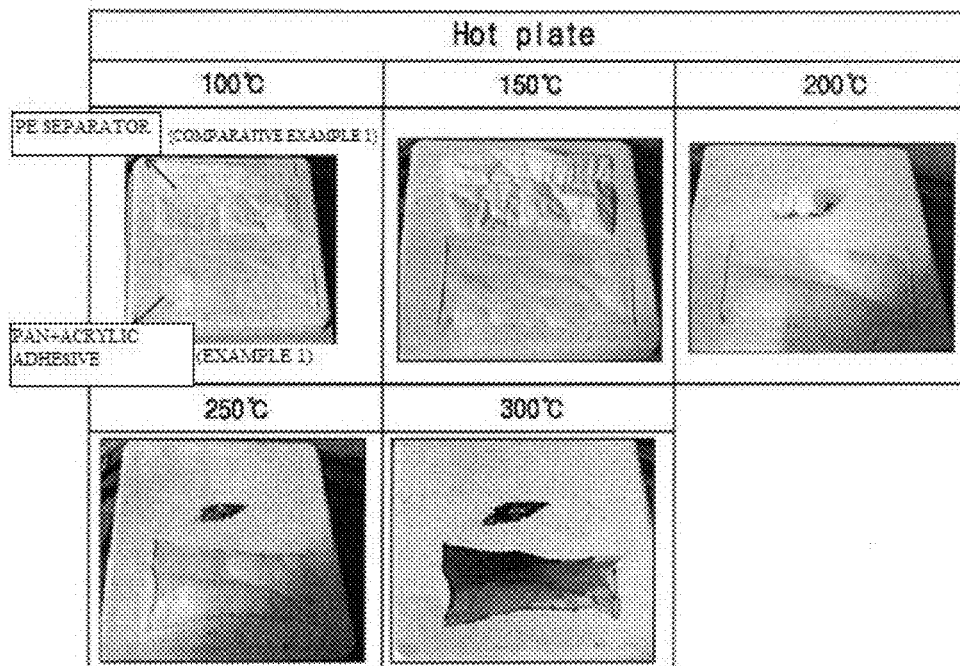 Hot plate
100℃
150℃
200℃
PE SEPARATOR
(COMPARATIVE EXAMPLE 1)
PAN+ACRYLIC
ADHESIVE
(EXAMPLE 1)
250℃
300℃